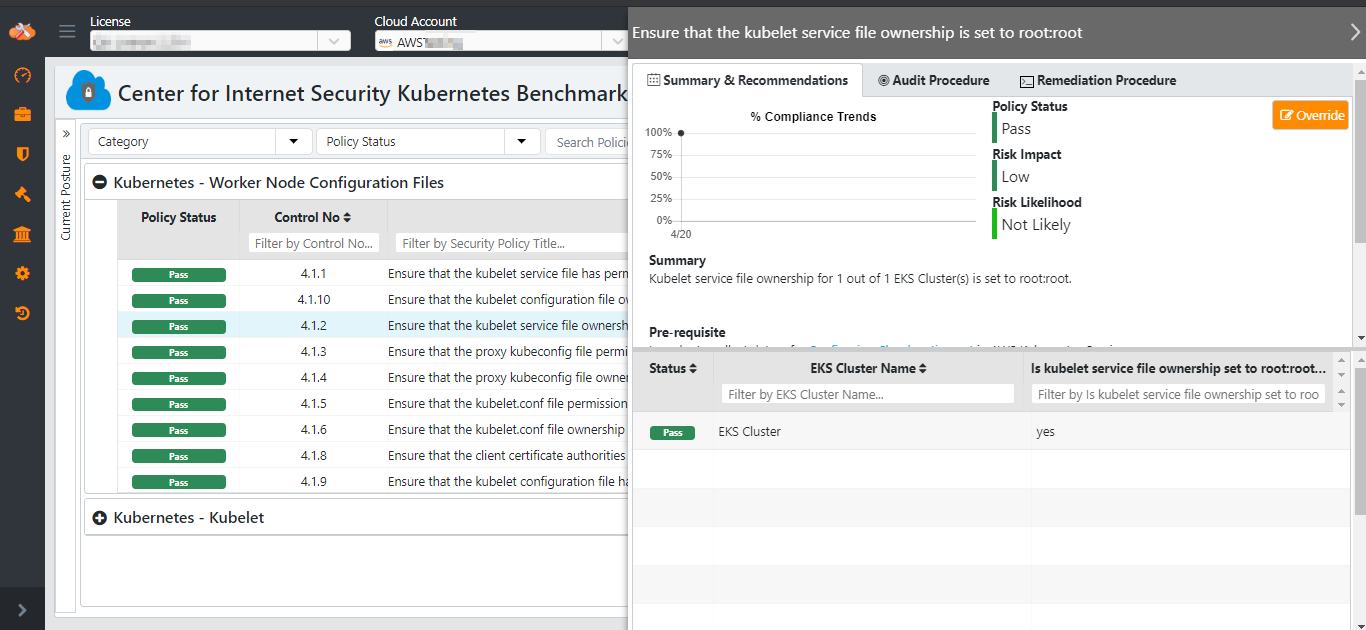 License
Cloud Account
aws AWS
Ensure that the kubelet service file ownership is set to root:root
Center for Internet Security Kubernetes Benchmark
Current Posture
Category
Policy Status
Search Polici
Kubernetes - Worker Node Configuration Files
Policy Status
Control No
Filter by Control No...
Filter by Security Policy Title...
Pass 4.1.1 Ensure that the kubelet service file has perm
Pass 4.1.10 Ensure that the kubelet configuration file ow
Pass 4.1.2 Ensure that the kubelet service file ownersh
Pass 4.1.3 Ensure that the proxy kubeconfig file permi
Pass 4.1.4 Ensure that the proxy kubeconfig file owner
Pass 4.1.5 Ensure that the kubelet.conf file permission
Pass 4.1.6 Ensure that the kubelet.conf file ownership
Pass 4.1.8 Ensure that the client certificate authorities
Pass 4.1.9 Ensure that the kubelet configuration file ha
Kubernetes - Kubelet
Summary & Recommendations
Audit Procedure
Remediation Procedure
% Compliance Trends
100%
75%
50%
25%
0%
4/20
Policy Status
Pass
Risk Impact
Low
Risk Likelihood
Not Likely
Override
Summary
Kubelet service file ownership for 1 out of 1 EKS Cluster(s) is set to root:root.
Pre-requisite
Status
EKS Cluster Name
Is kubelet service file ownership set to root:root...
Filter by EKS Cluster Name...
Filter by Is kubelet service file ownership set to roo
Pass EKS Cluster yes